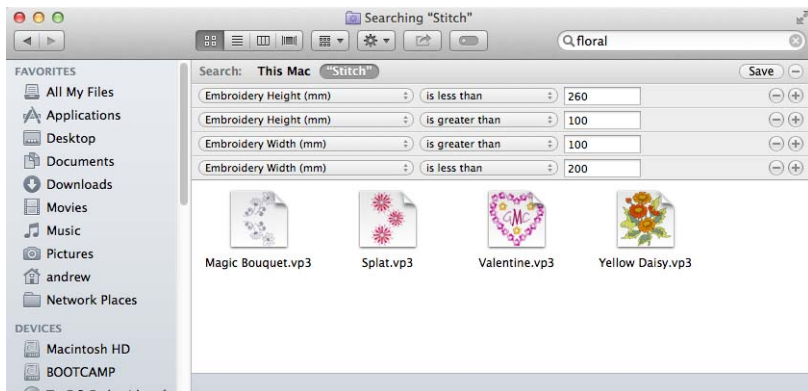 Searching "Stitch"
floral
FAVORITES
All My Files
Applications
Desktop
Documents
Downloads
Movies
Music
Pictures
andrew
Network Places
DEVICES
Macintosh HD
BOOTCAMP
Search: This Mac "Stitch" Save
Embroidery Height (mm) is less than 260
Embroidery Height (mm) is greater than 100
Embroidery Width (mm) is greater than 100
Embroidery Width (mm) is less than 200
GMC
Magic Bouquet.vp3 Splat.vp3 Valentine.vp3 Yellow Daisy.vp3